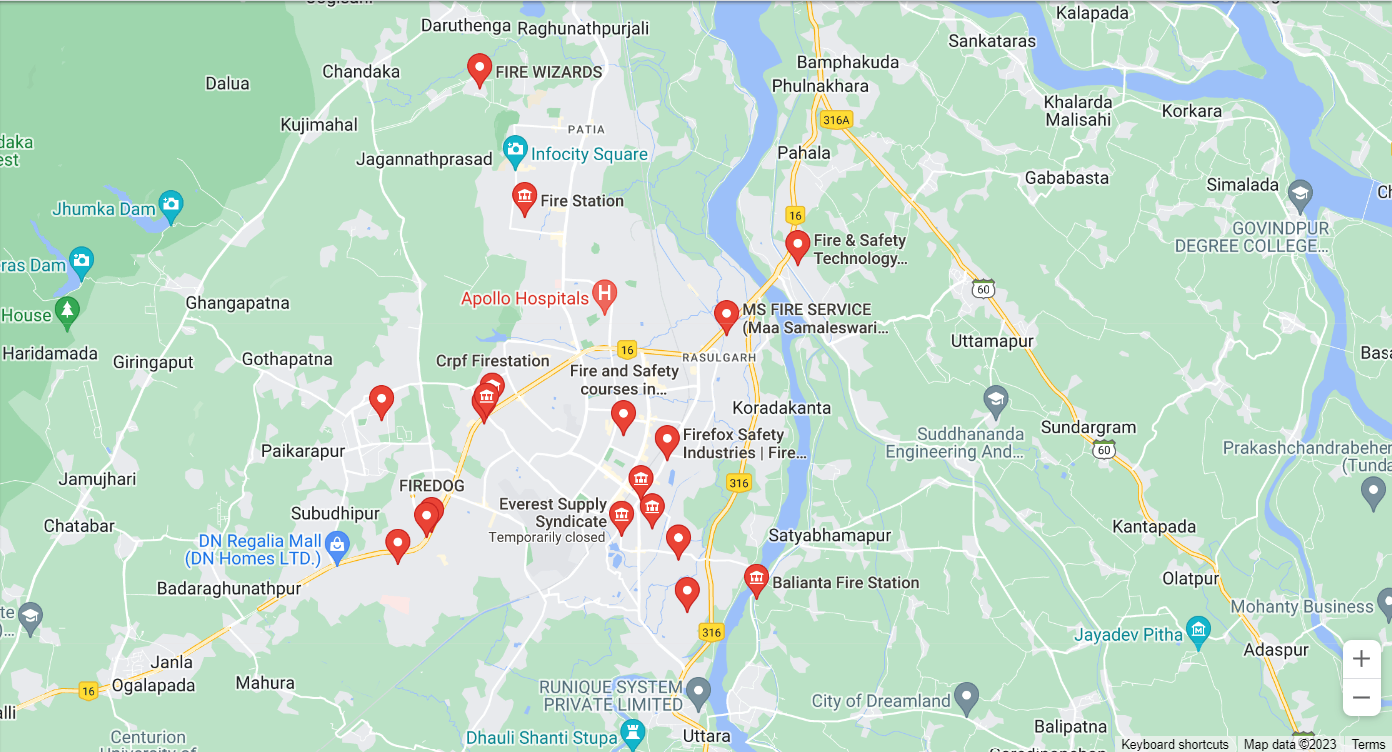 Daruthenga
Raghunathpurjali
Kalapada
Sankataras
Bamphakuda
Chandaka
FIRE WIZARDS
Dalua
Phulnakhara
Khalarda
Malisahi
Korkara
Kujimahal
316A
PATIA
Jagannathprasad
Infocity Square
Pahala
Gababasta
Simalada
Jhumka Dam
Fire Station
16
GOVINDPUR
DEGREE COLLEGE...
Fire & Safety
Technology...
Dam
60
House
Ghangapatna
Apollo Hospitals
MS FIRE SERVICE
(Maa Samaleswari...
Uttamapur
Haridamada
Giringaput
Gothapatna
Crpf Firestation
16
RASULGARH
Fire and Safety
courses in...
Koradakanta
Suddhananda
Engineering And...
Sundargram
60
Firefox Safety
Industries | Fire...
Prakashchandrabeher
(Tunda
Paikarapur
Jamujhari
FIREDOG
316
Everest Supply
Syndicate
Temporarily closed
Chatabar
Subudhipur
DN Regalia Mall
(DN Homes LTD.)
Satyabhamapur
Kantapada
Badaraghunathpur
Balianta Fire Station
Olatpur
Mohanty Business
316
Jayadev Pitha
Adaspur
Janla
Ogalapada
Mahura
16
RUNIQUE SYSTEM
PRIVATE LIMITED
City of Dreamland
Balipatna
Dhauli Shanti Stupa
Uttara
Centurion
Keyboard shortcuts
Map data ©2023
Terms